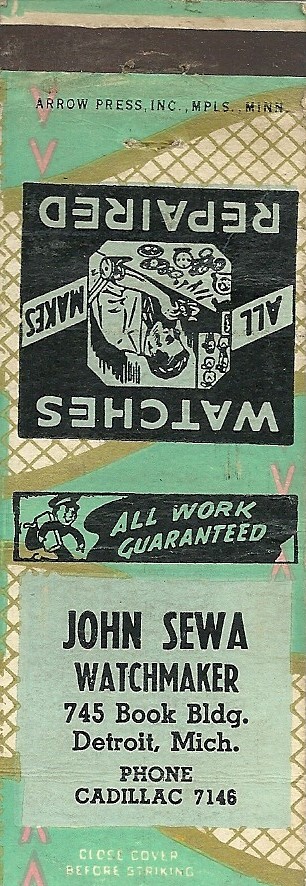 ARROW PRESS, INC., MPLS., MINN.
WATCHES
ALL MAKES
REPAIRED
ALL WORK
GUARANTEED
JOHN SEWA
WATCHMAKER
745 Book Bldg.
Detroit, Mich.
PHONE
CADILLAC 7146
CLOSE COVER
BEFORE STRIKING